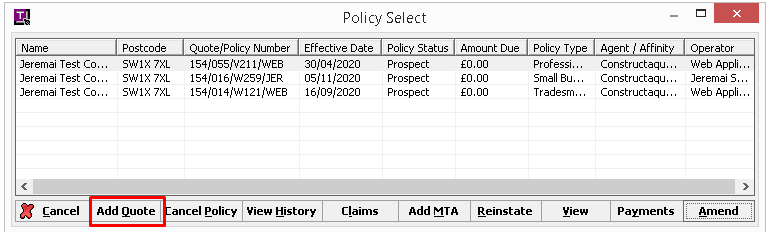 Policy Select
Name Postcode Quote/Policy Number Effective Date Policy Status Amount Due Policy Type Agent / Affinity Operator
Jeremai Test Co... SW1X 7XL 154/055/V211/WEB 30/04/2020 Prospect £0.00 Professi... Constructaqu... Web Appli...
Jeremai Test Co... SW1X 7XL 154/016/W259/JER 05/11/2020 Prospect £0.00 Small Bu... Constructaqu... Jeremai S...
Jeremai Test Co... SW1X 7XL 154/014/W121/WEB 16/09/2020 Prospect £0.00 Tradesm... Constructaqu... Web Appli...
Cancel Add Quote Cancel Policy View History Claims Add MTA Reinstate View Payments Amend